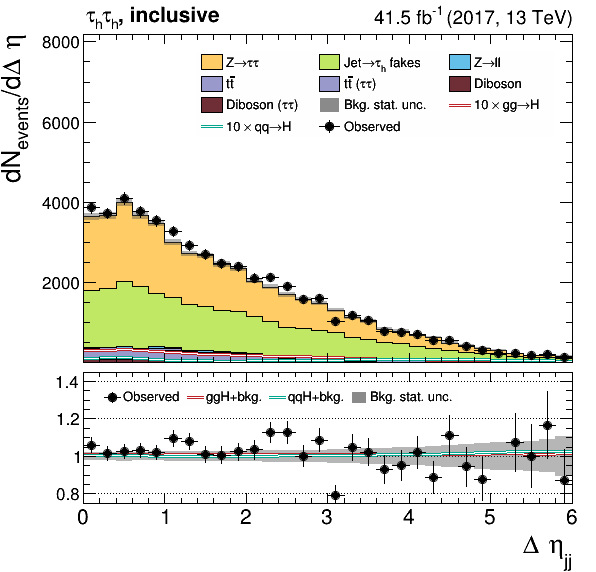 τhτh, inclusive 41.5 fb⁻¹ (2017, 13 TeV)
dNevents/dΔ η
8000
6000
4000
2000
Z→ττ Jet→τh fakes Z→ll
tt̄ tt̄ (ττ) Diboson
Diboson (ττ) Bkg. stat. unc. 10 × gg→H
10 × qq→H Observed
1.4
Observed ggH+bkg. qqH+bkg. Bkg. stat. unc.
1.2
1
0.8
0 1 2 3 4 5 6
Δ ηjj